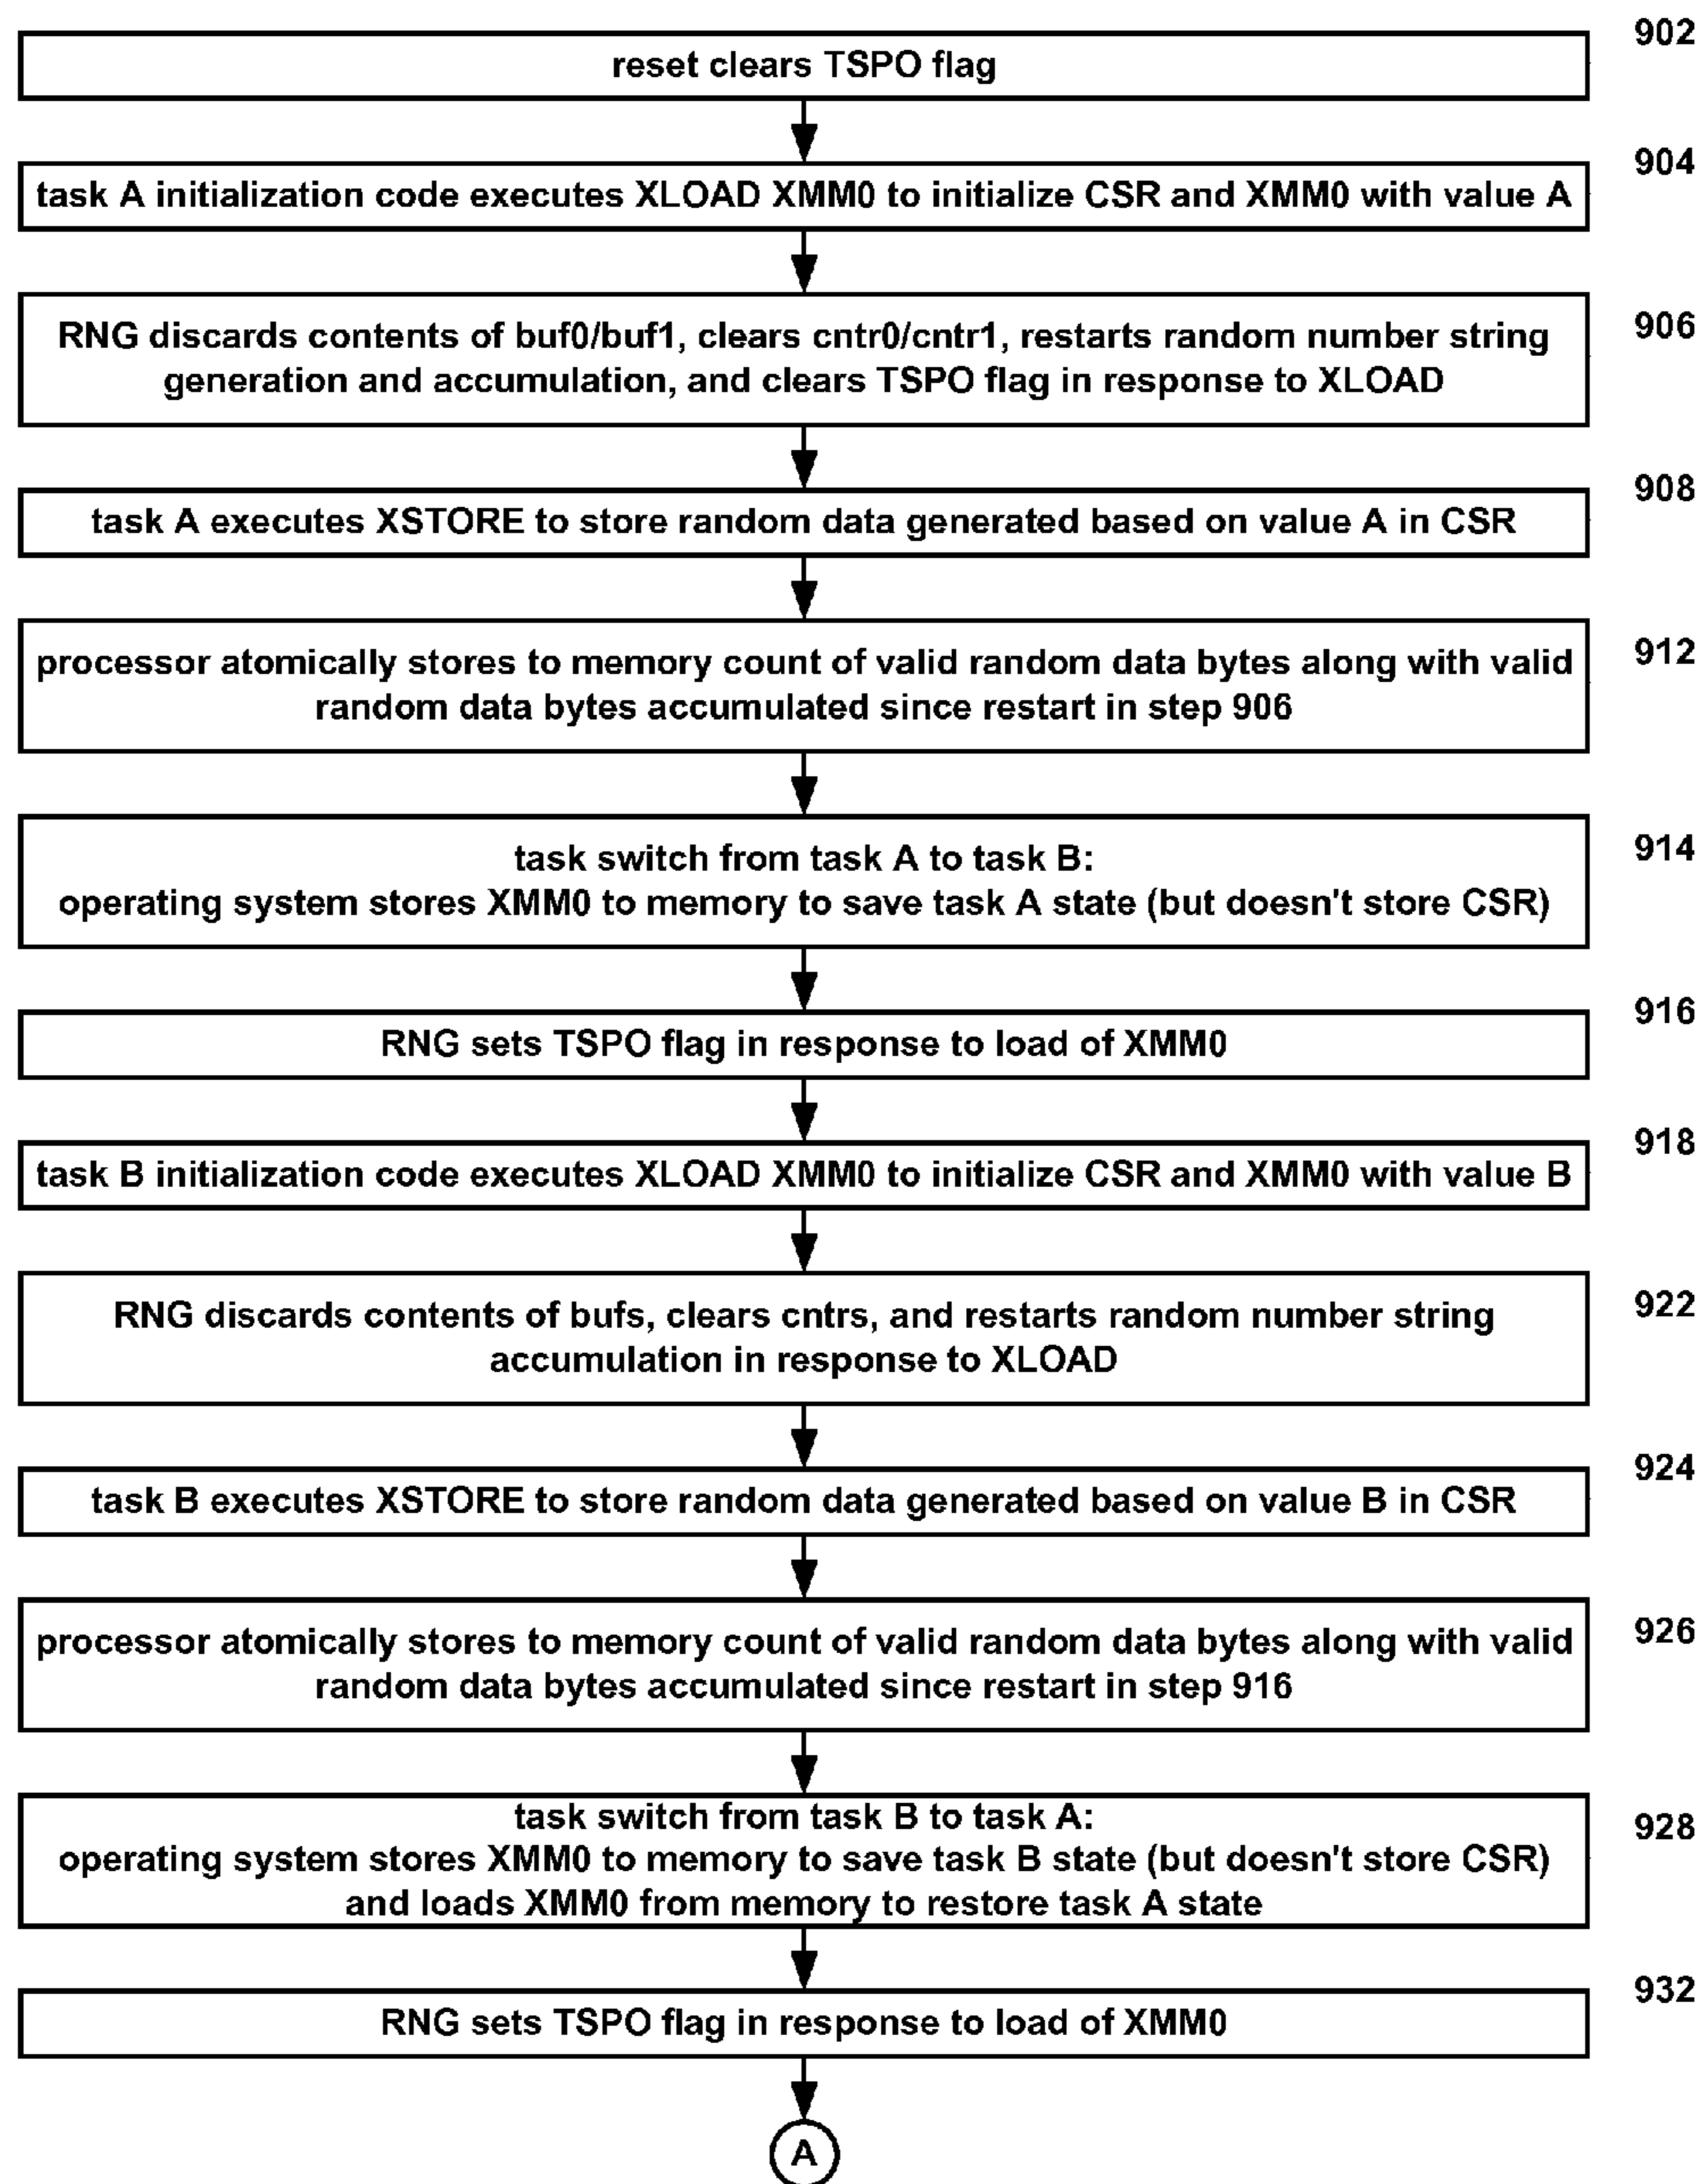 902
reset clears TSPO flag
904
task A initialization code executes XLOAD XMM0 to initialize CSR and XMM0 with value A
906
RNG discards contents of buf0/buf1, clears cntr0/cntr1, restarts random number string
generation and accumulation, and clears TSPO flag in response to XLOAD
908
task A executes XSTORE to store random data generated based on value A in CSR
912
processor atomically stores to memory count of valid random data bytes along with valid
random data bytes accumulated since restart in step 906
914
task switch from task A to task B:
operating system stores XMM0 to memory to save task A state (but doesn't store CSR)
916
RNG sets TSPO flag in response to load of XMM0
918
task B initialization code executes XLOAD XMM0 to initialize CSR and XMM0 with value B
922
RNG discards contents of bufs, clears cntrs, and restarts random number string
accumulation in response to XLOAD
924
task B executes XSTORE to store random data generated based on value B in CSR
926
processor atomically stores to memory count of valid random data bytes along with valid
random data bytes accumulated since restart in step 916
928
task switch from task B to task A:
operating system stores XMM0 to memory to save task B state (but doesn't store CSR)
and loads XMM0 from memory to restore task A state
932
RNG sets TSPO flag in response to load of XMM0
A